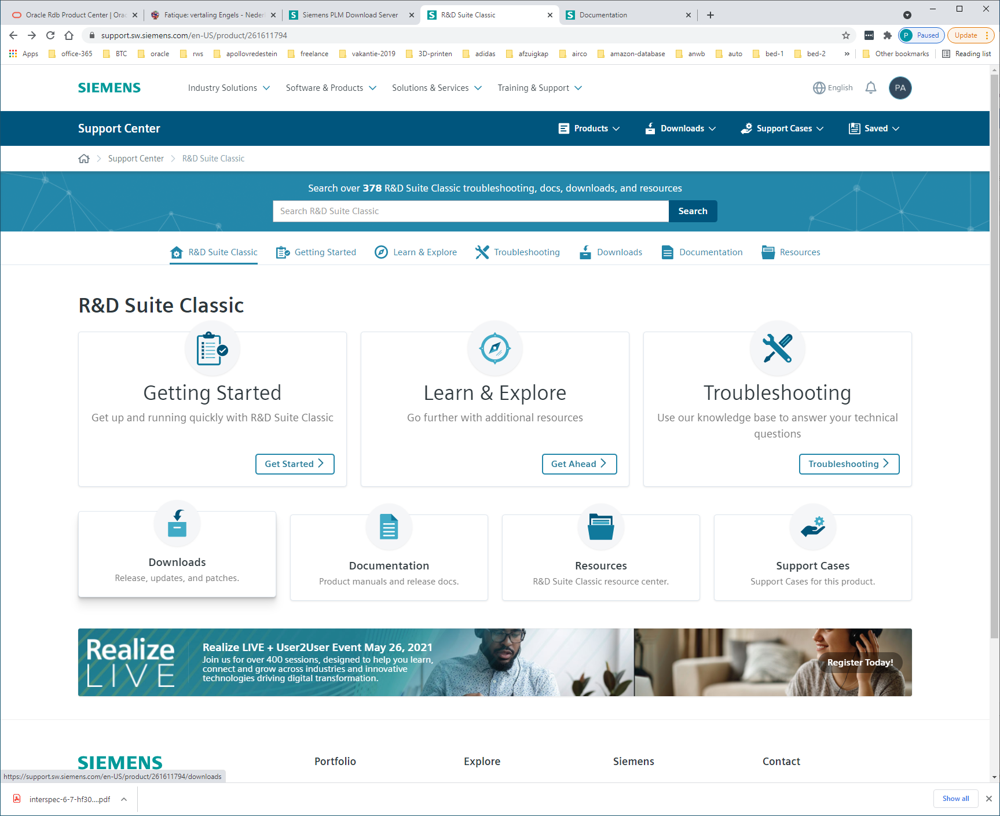 Oracle Rdb Product Center | Orac
Fatique: vertaling Engels - Nederl
Siemens PLM Download Server
R&D Suite Classic
Documentation
support.sw.siemens.com/en-US/product/261611794
P Paused
Update
Apps
office-365
BTC
oracle
rws
apollovredestein
freelance
vakantie-2019
3D-printen
adidas
afzuigkap
airco
amazon-database
anwb
auto
bed-1
bed-2
»
Other bookmarks
Reading list
SIEMENS
Industry Solutions
Software & Products
Solutions & Services
Training & Support
English
PA
Support Center
Products
Downloads
Support Cases
Saved
Support Center
R&D Suite Classic
Search over 378 R&D Suite Classic troubleshooting, docs, downloads, and resources
Search R&D Suite Classic
Search
R&D Suite Classic
Getting Started
Learn & Explore
Troubleshooting
Downloads
Documentation
Resources
R&D Suite Classic
Getting Started
Get up and running quickly with R&D Suite Classic
Get Started
Learn & Explore
Go further with additional resources
Get Ahead
Troubleshooting
Use our knowledge base to answer your technical
questions
Troubleshooting
Downloads
Release, updates, and patches.
Documentation
Product manuals and release docs.
Resources
R&D Suite Classic resource center.
Support Cases
Support Cases for this product.
Realize
LIVE
Realize LIVE + User2User Event May 26, 2021
Join us for over 400 sessions, designed to help you learn,
connect and grow across industries and innovative
technologies driving digital transformation.
Register Today!
SIEMENS
Portfolio
Explore
Siemens
Contact
https://support.sw.siemens.com/en-US/product/261611794/downloads
interspec-6-7-hf30....pdf
Show all